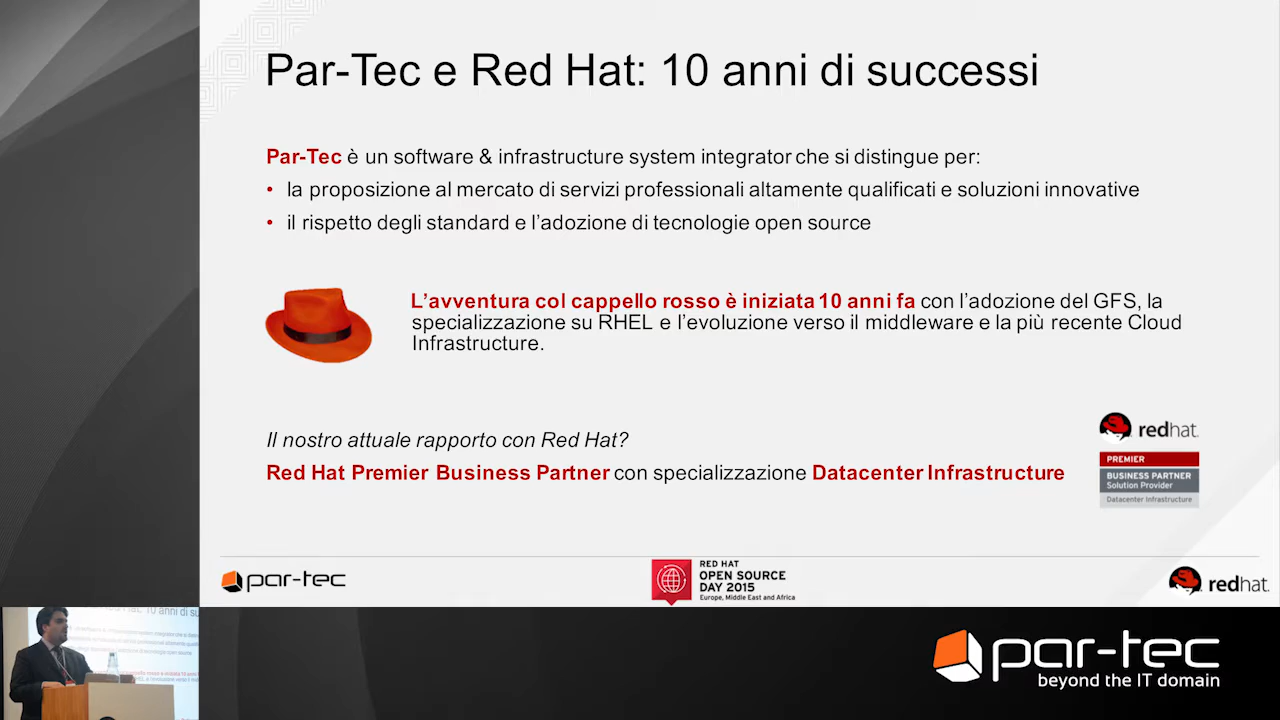 Par-Tec e Red Hat: 10 anni di successi
Par-Tec è un software & infrastructure system integrator che si distingue per:
• la proposizione al mercato di servizi professionali altamente qualificati e soluzioni innovative
• il rispetto degli standard e l’adozione di tecnologie open source
L’avventura col cappello rosso è iniziata 10 anni fa con l’adozione del GFS, la
specializzazione su RHEL e l’evoluzione verso il middleware e la più recente Cloud
Infrastructure.
Il nostro attuale rapporto con Red Hat?
Red Hat Premier Business Partner con specializzazione Datacenter Infrastructure
redhat.
PREMIER
BUSINESS PARTNER
Solution Provider
Datacenter Infrastructure
par-tec
RED HAT
OPEN SOURCE
DAY 2015
Europe, Middle East and Africa
redhat.
par-tec
beyond the IT domain